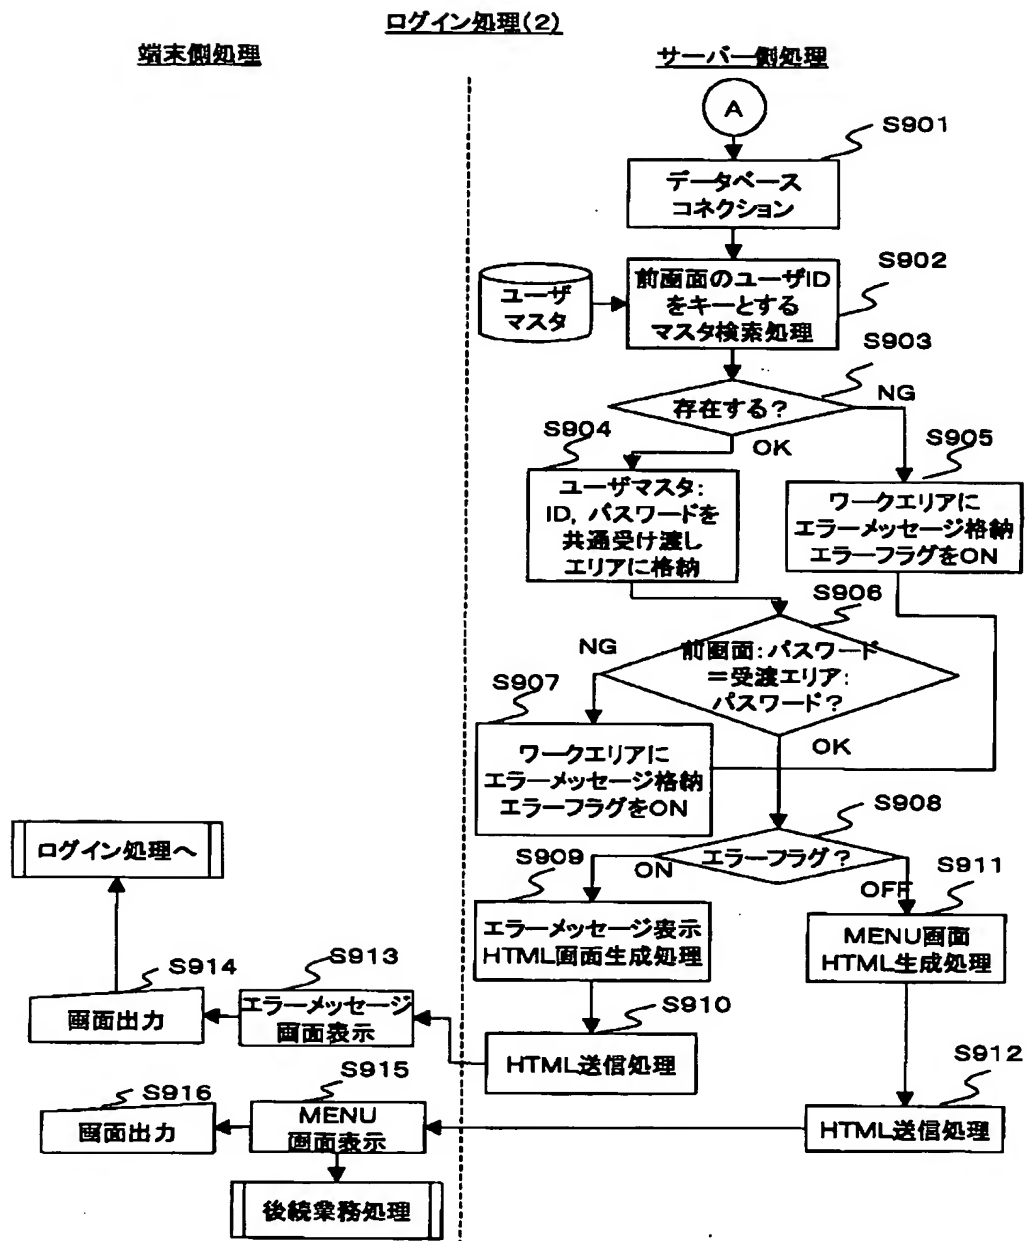 ログイン処理(2)
端末側処理
サーバー側処理
A
S901
データベース
コネクション
S902
ユーザ
マスタ
前画面のユーザID
をキーとする
マスタ検索処理
S903
存在する?
NG
OK
S904
ユーザマスタ:
ID, パスワードを
共通受け渡し
エリアに格納
S905
ワークエリアに
エラーメッセージ格納
エラーフラグをON
S906
前画面:パスワード
=受渡エリア:
パスワード?
NG
OK
S907
ワークエリアに
エラーメッセージ格納
エラーフラグをON
S908
エラーフラグ?
ON
OFF
S909
エラーメッセージ表示
HTML画面生成処理
S911
MENU画面
HTML生成処理
ログイン処理へ
S914
画面出力
S913
エラーメッセージ
画面表示
S910
HTML送信処理
S912
HTML送信処理
S916
画面出力
S915
MENU
画面表示
後続業務処理